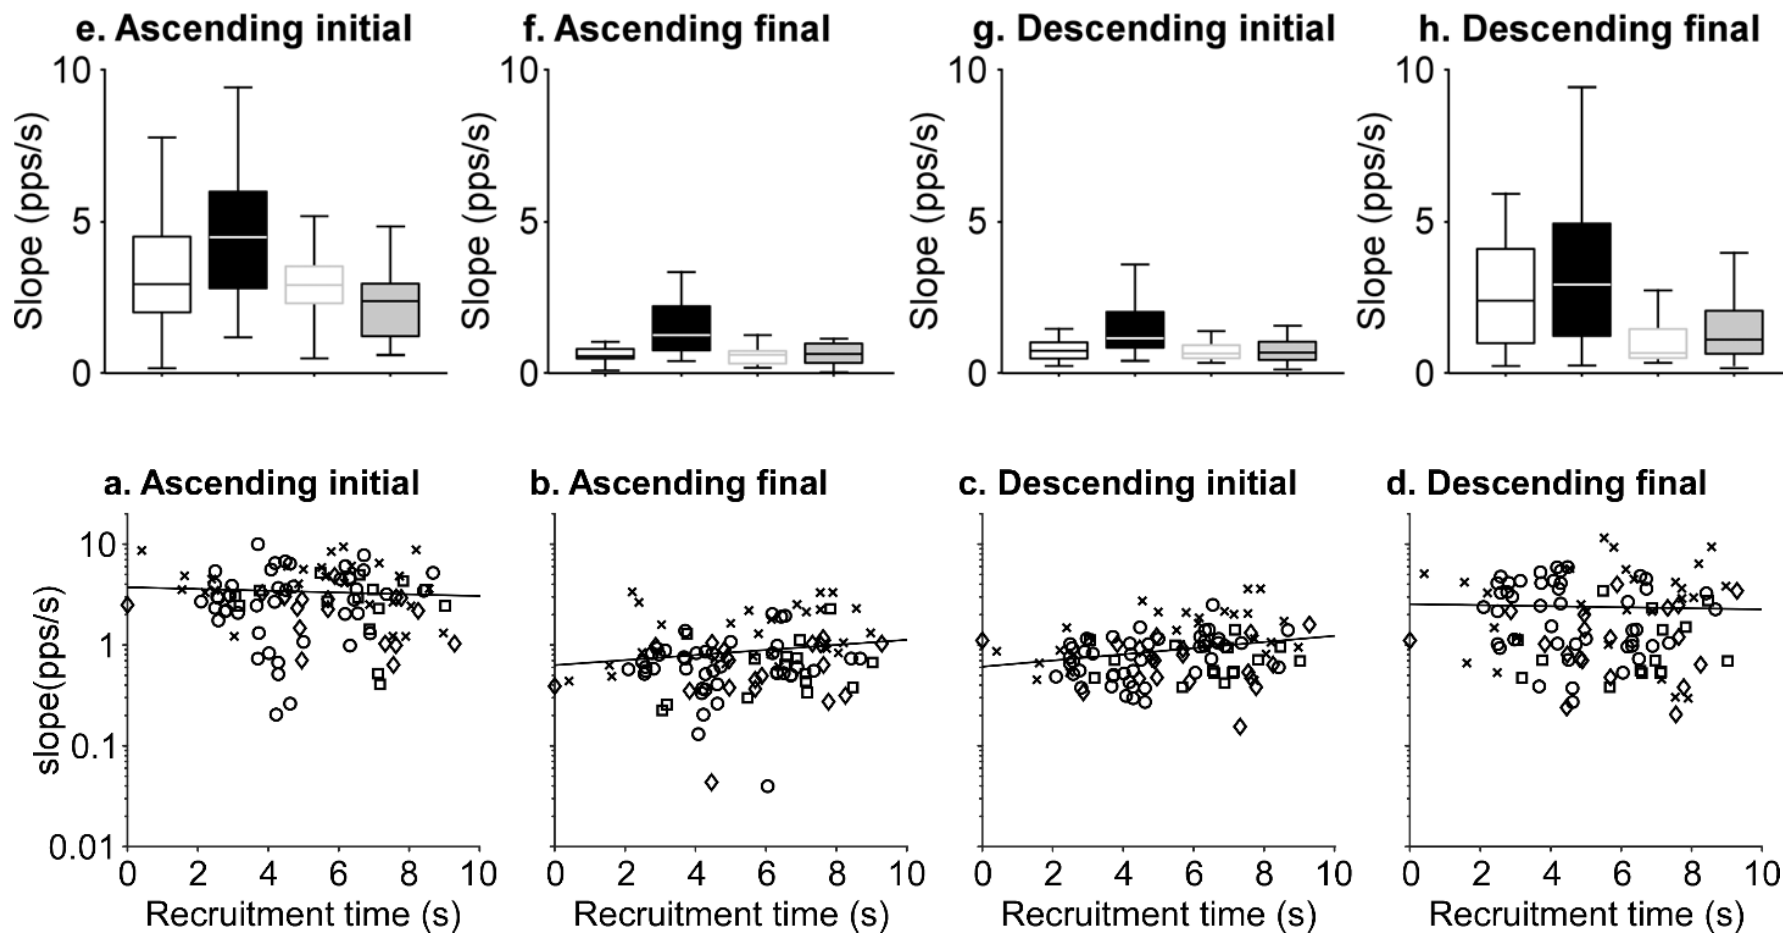 e. Ascending initial
f. Ascending final
g. Descending initial
h. Descending final
10
5
0
Slope (pps/s)
10
5
0
Slope (pps/s)
10
5
0
Slope (pps/s)
10
5
0
Slope (pps/s)
a. Ascending initial
b. Ascending final
c. Descending initial
d. Descending final
slope(pps/s)
10
1
0.1
0.01
0 2 4 6 8 10
0 2 4 6 8 10
0 2 4 6 8 10
0 2 4 6 8 10
Recruitment time (s)
Recruitment time (s)
Recruitment time (s)
Recruitment time (s)